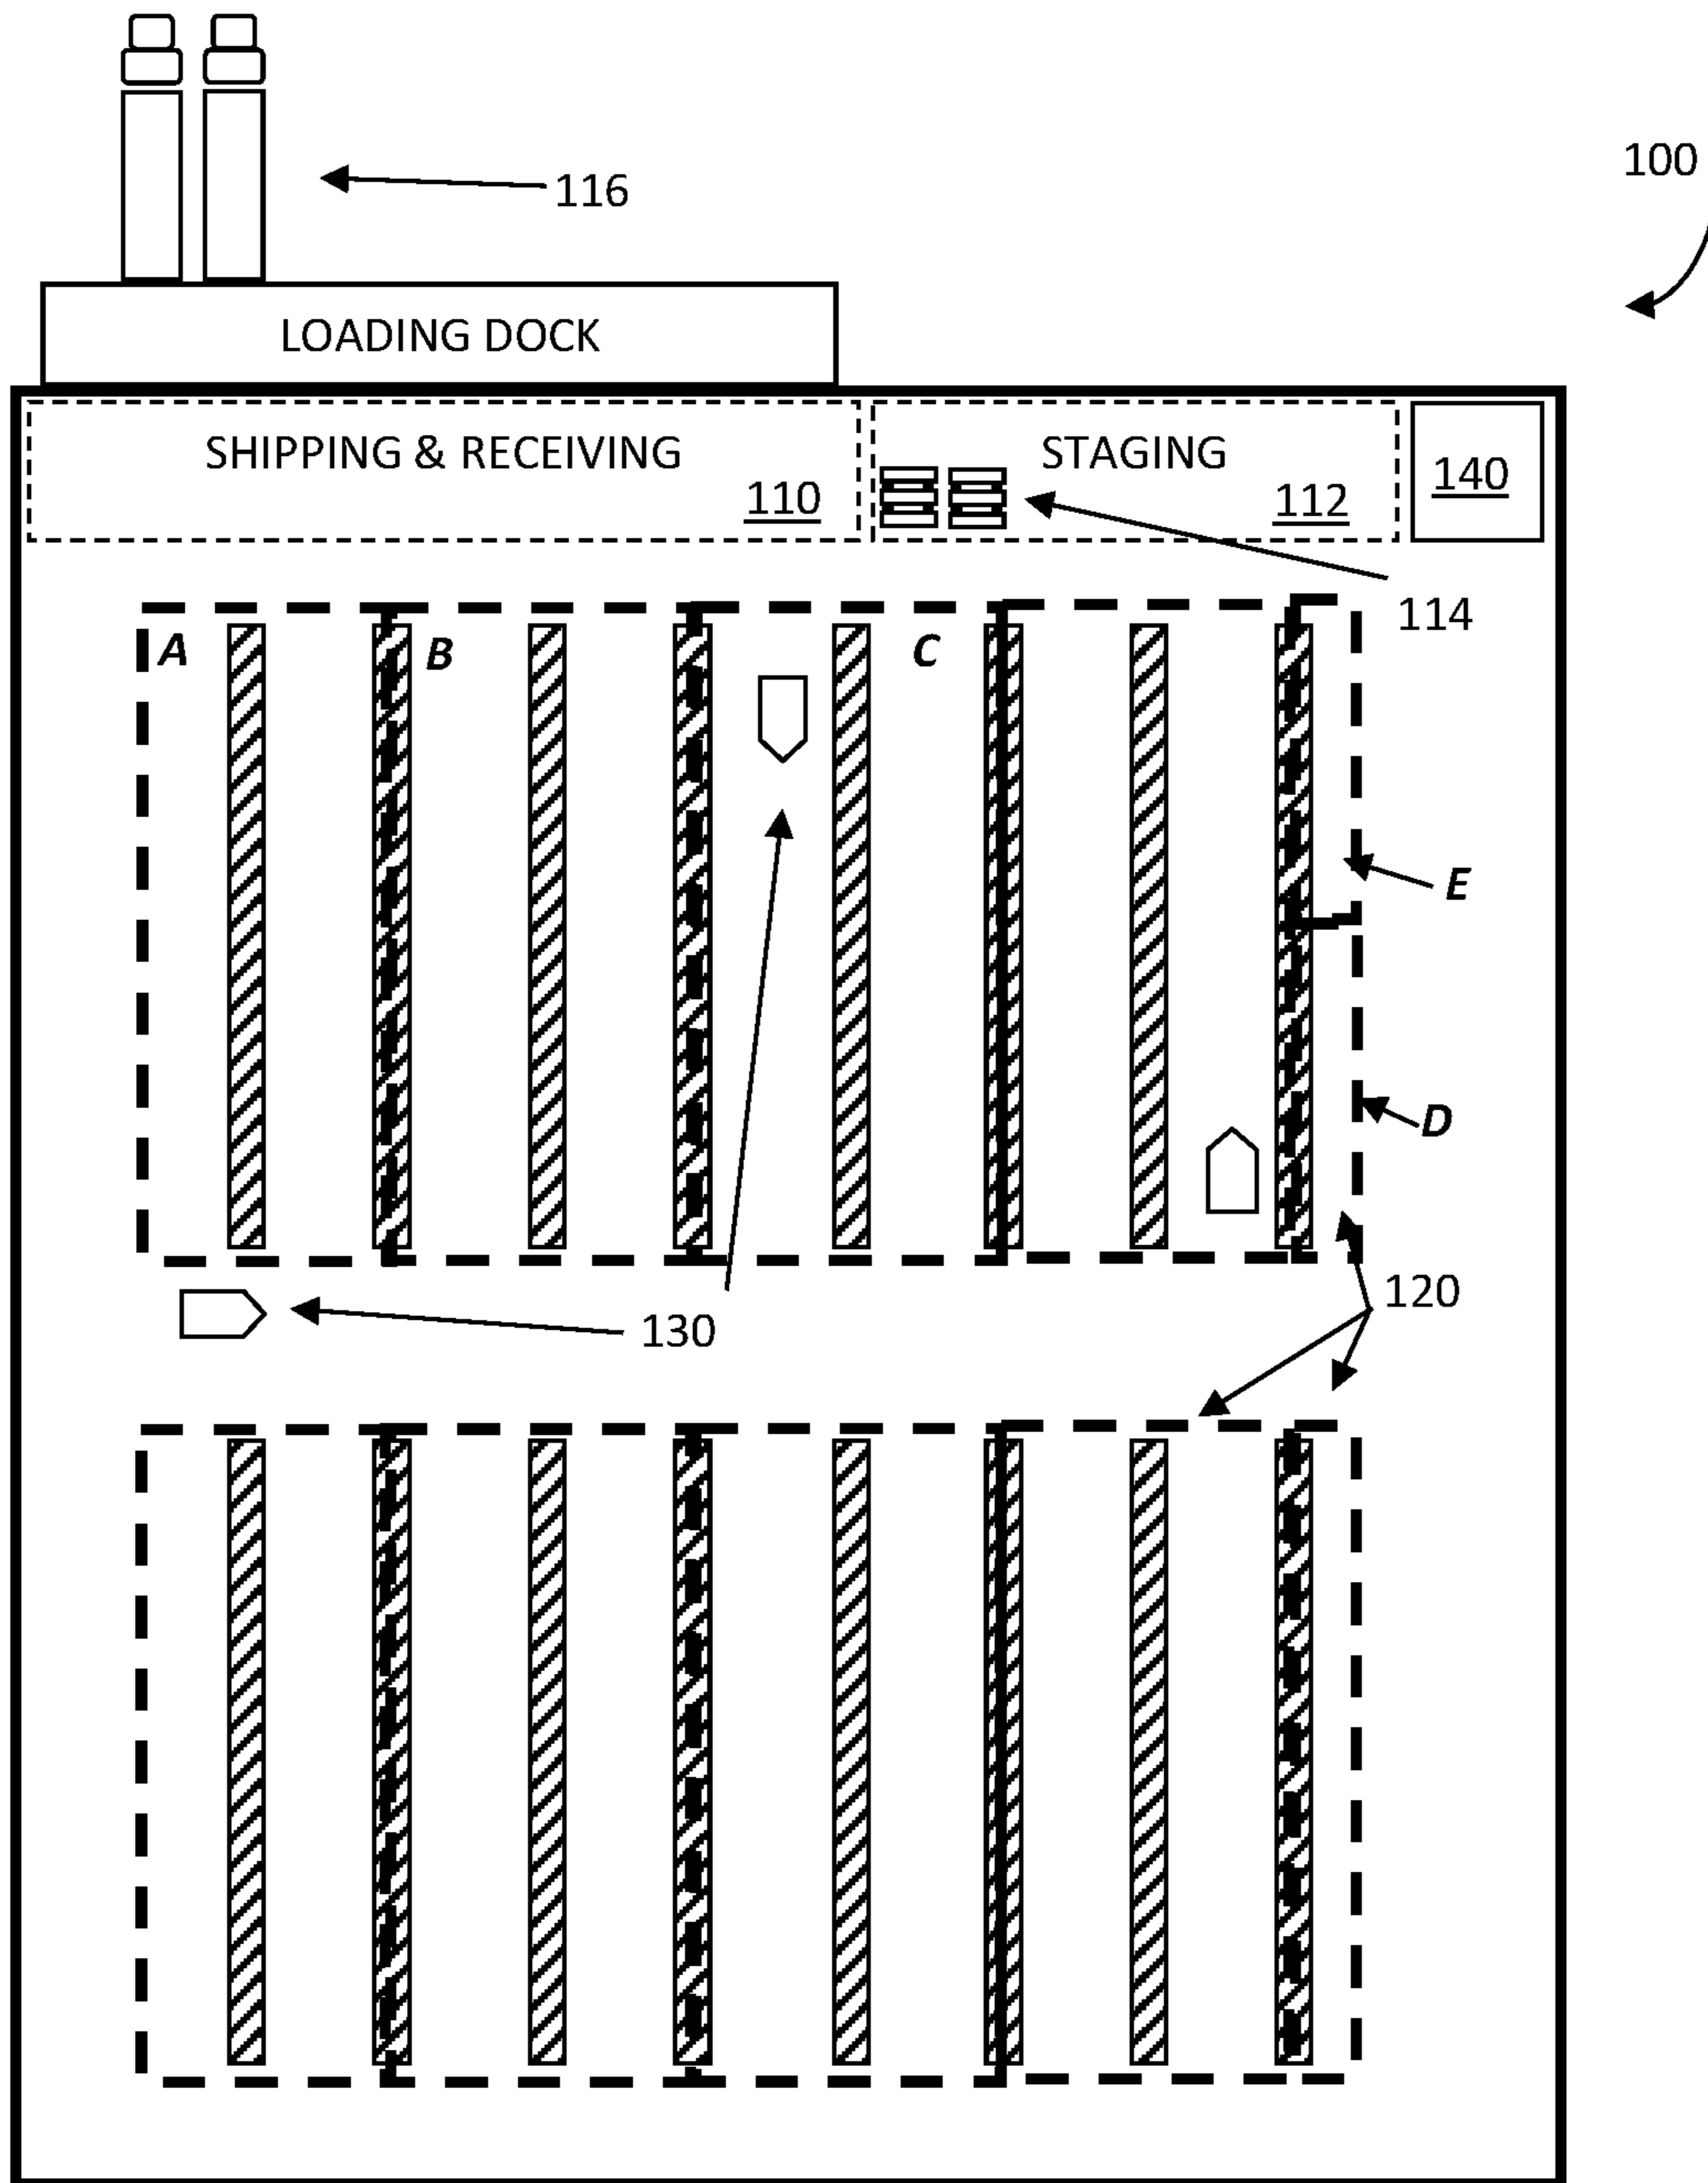 100
116
LOADING DOCK
SHIPPING & RECEIVING
110
STAGING
112
140
114
A
B
C
E
D
120
130